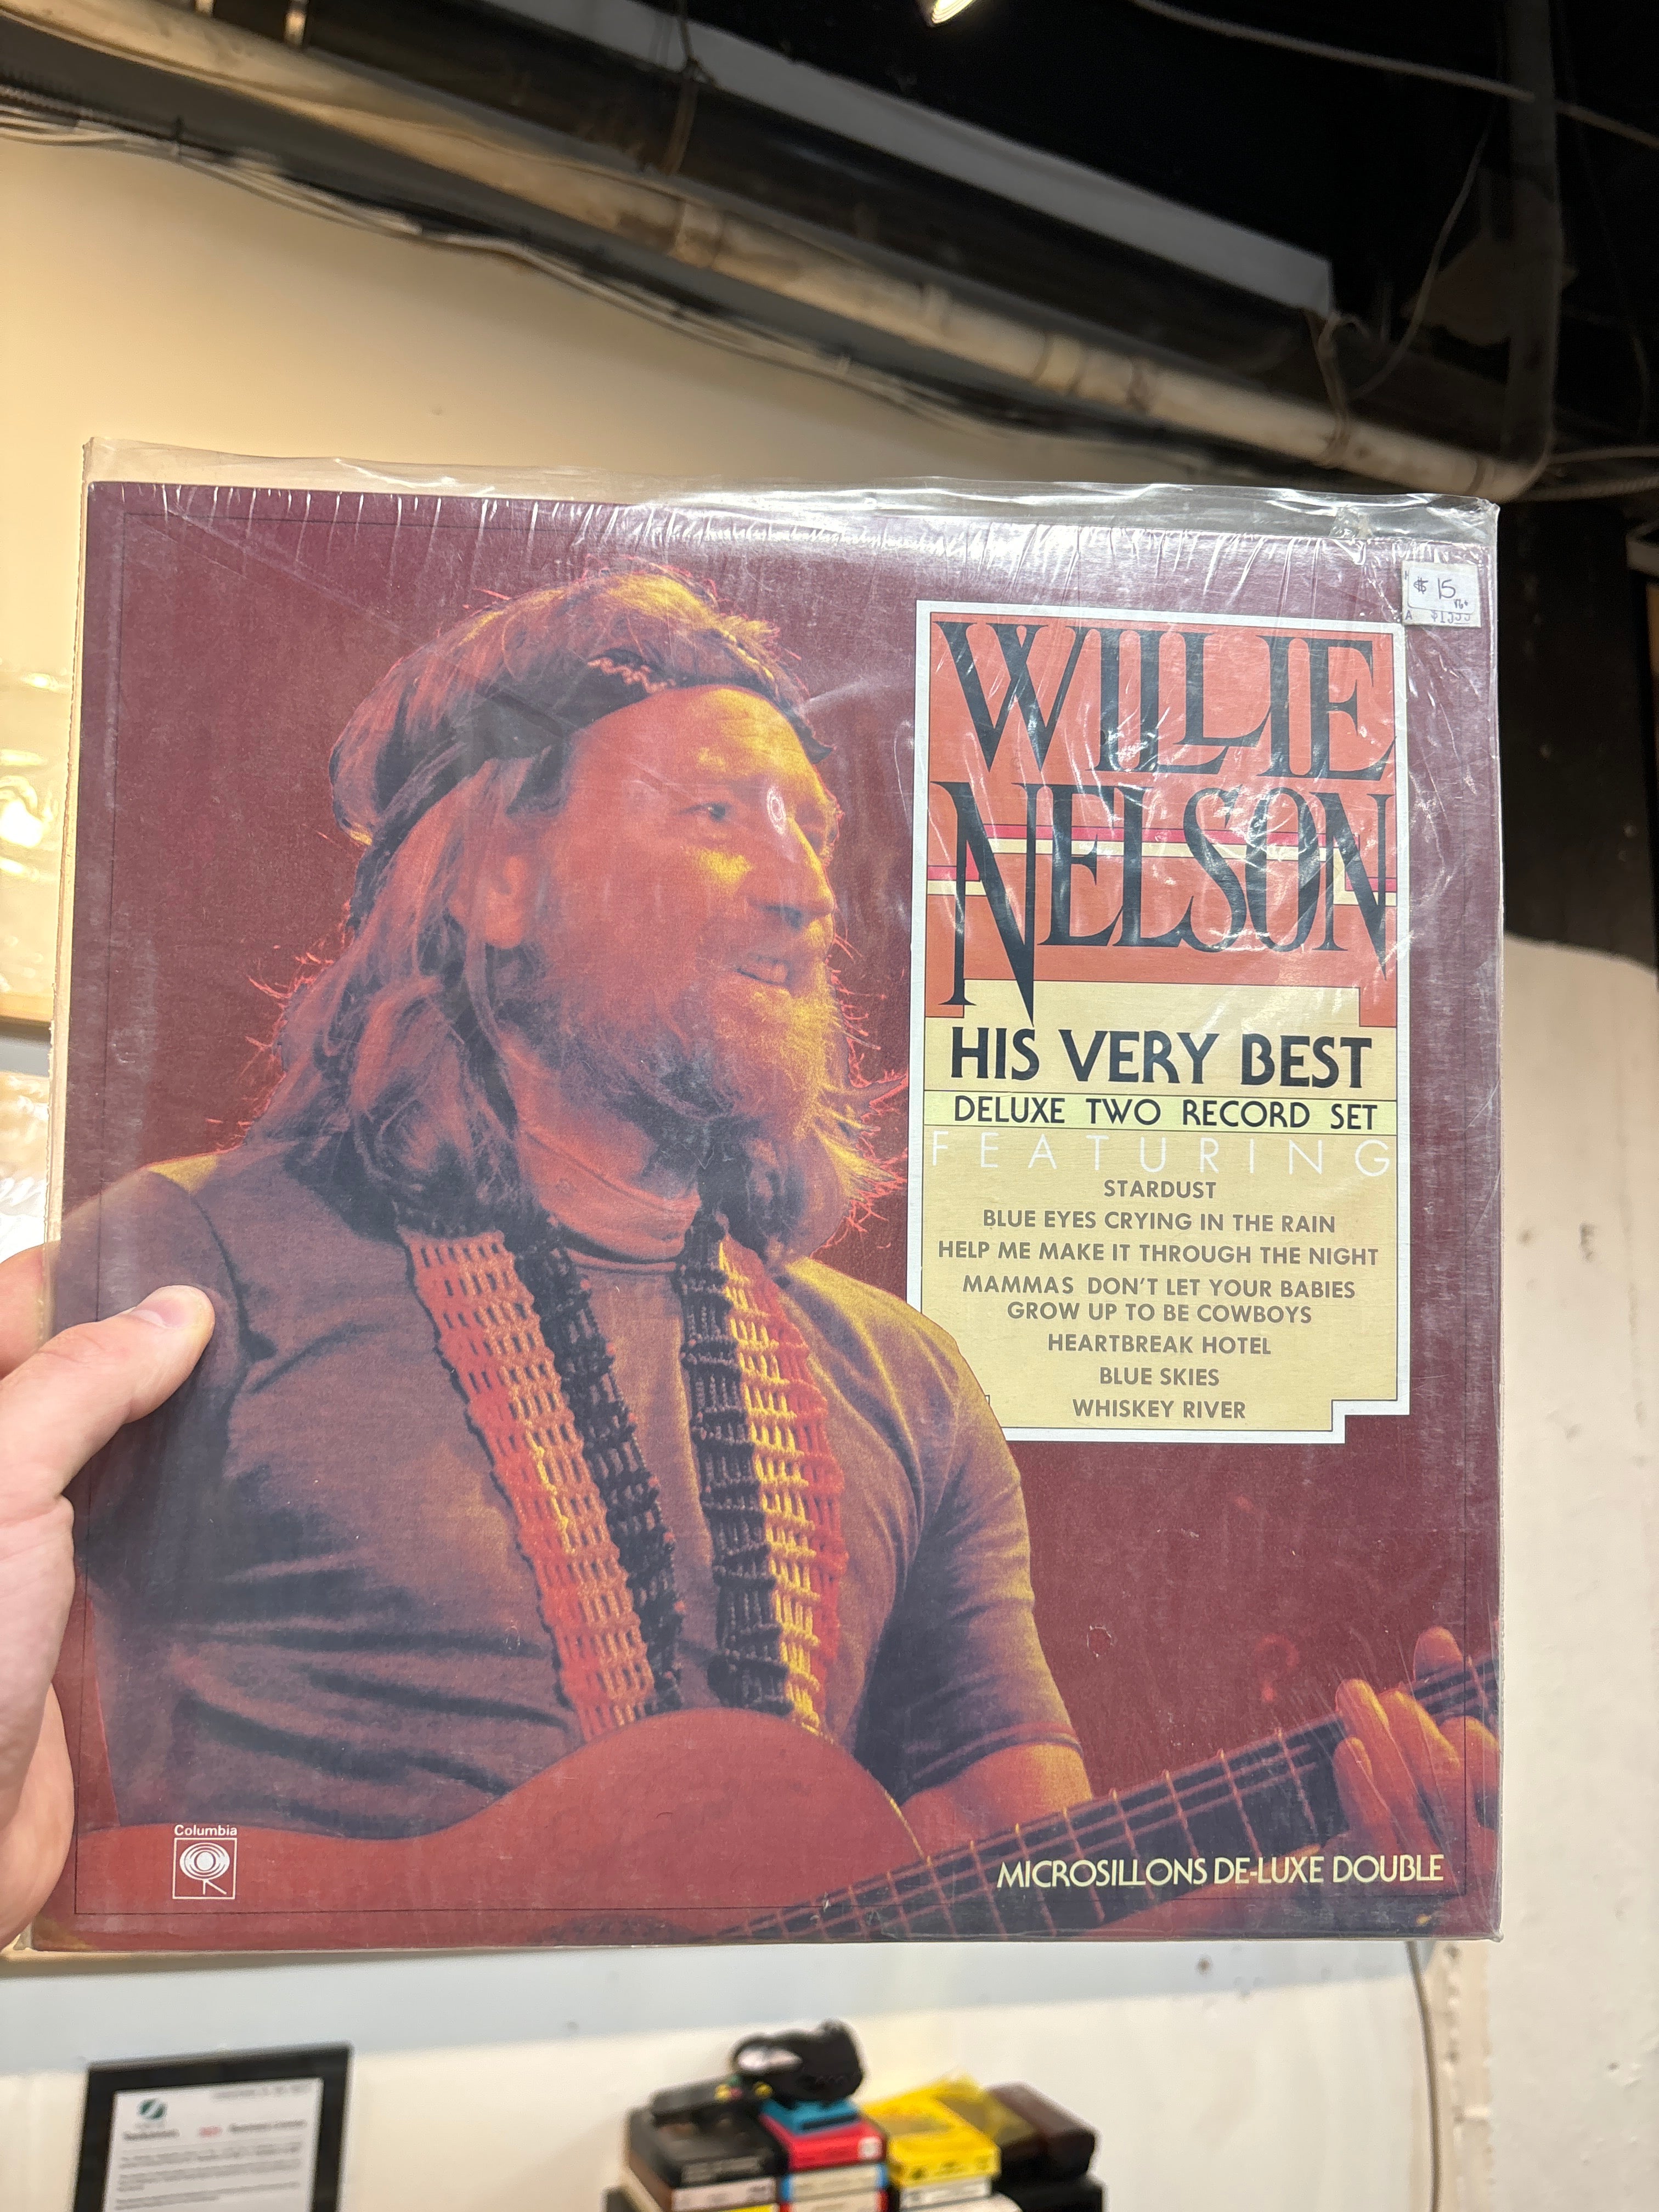 $ 15
VG+
WILLIE
NELSON
HIS VERY BEST
DELUXE TWO RECORD SET
FEATURING
STARDUST
BLUE EYES CRYING IN THE RAIN
HELP ME MAKE IT THROUGH THE NIGHT
MAMMAS DON'T LET YOUR BABIES
GROW UP TO BE COWBOYS
HEARTBREAK HOTEL
BLUE SKIES
WHISKEY RIVER
Columbia
MICROSILLONS DE-LUXE DOUBLE